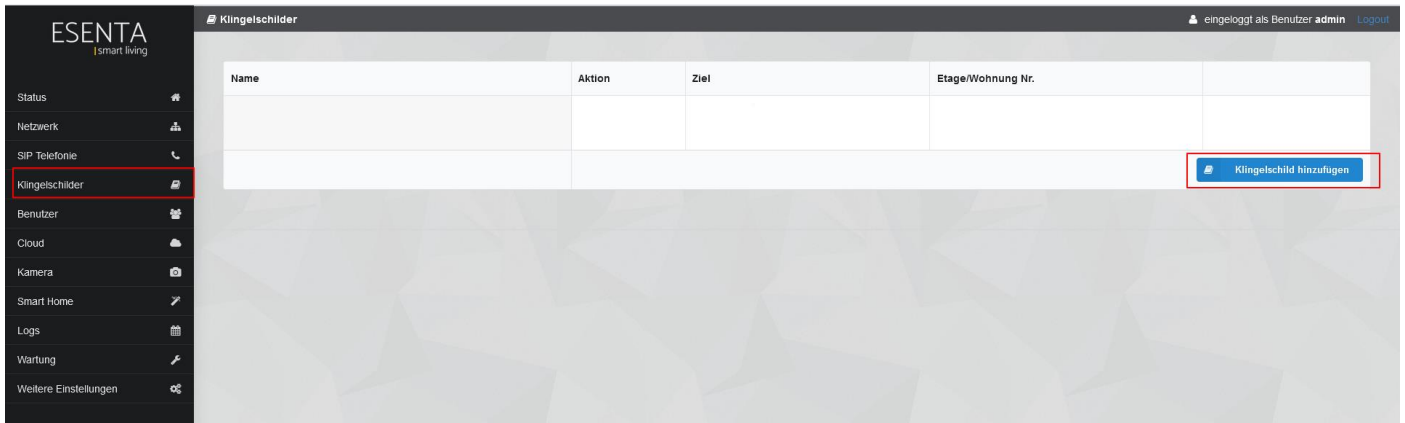 ESENTA
smart living
Klingelschilder
eingeloggt als Benutzer admin Logout
Status
Netzwerk
SIP Telefonie
Klingelschilder
Benutzer
Cloud
Kamera
Smart Home
Logs
Wartung
Weitere Einstellungen
Name Aktion Ziel Etage/Wohnung Nr.
Klingelschild hinzufügen